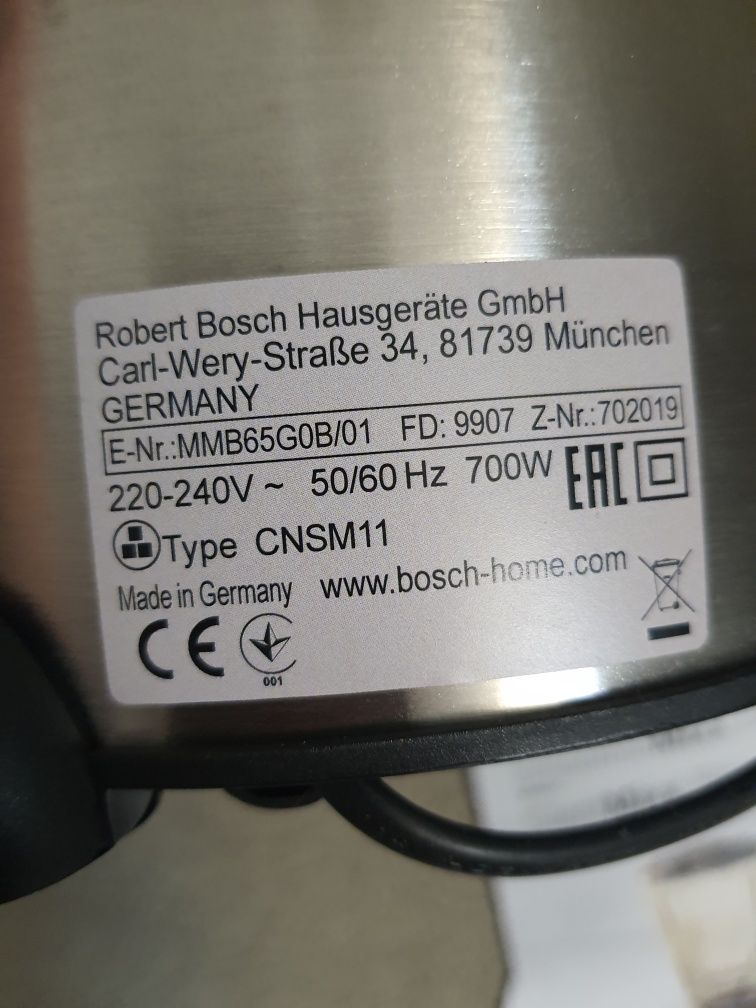 Robert Bosch Hausgeräte GmbH
Carl-Wery-Straße 34, 81739 München
GERMANY
E-Nr.:MMB65G0B/01 FD: 9907 Z-Nr.:702019
220-240V ~ 50/60 Hz 700W EAC
Type CNSM11
Made in Germany www.bosch-home.com
CE
001